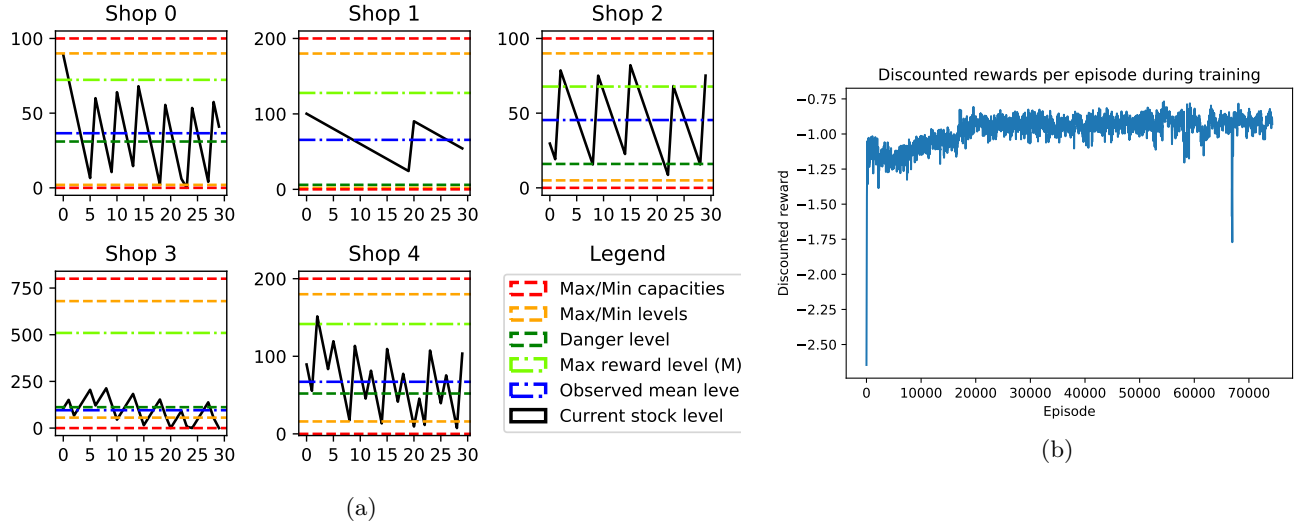 Shop 0
Shop 1
Shop 2
100
50
0
0 5 10 15 20 25 30
200
100
0
0 5 10 15 20 25 30
100
50
0
0 5 10 15 20 25 30
Shop 3
Shop 4
Legend
750
500
250
0
0 5 10 15 20 25 30
200
100
0
0 5 10 15 20 25 30
Max/Min capacities
Max/Min levels
Danger level
Max reward level (M)
Observed mean leve
Current stock level
(a)
Discounted rewards per episode during training
Discounted reward
−0.75
−1.00
−1.25
−1.50
−1.75
−2.00
−2.25
−2.50
0 10000 20000 30000 40000 50000 60000 70000
Episode
(b)